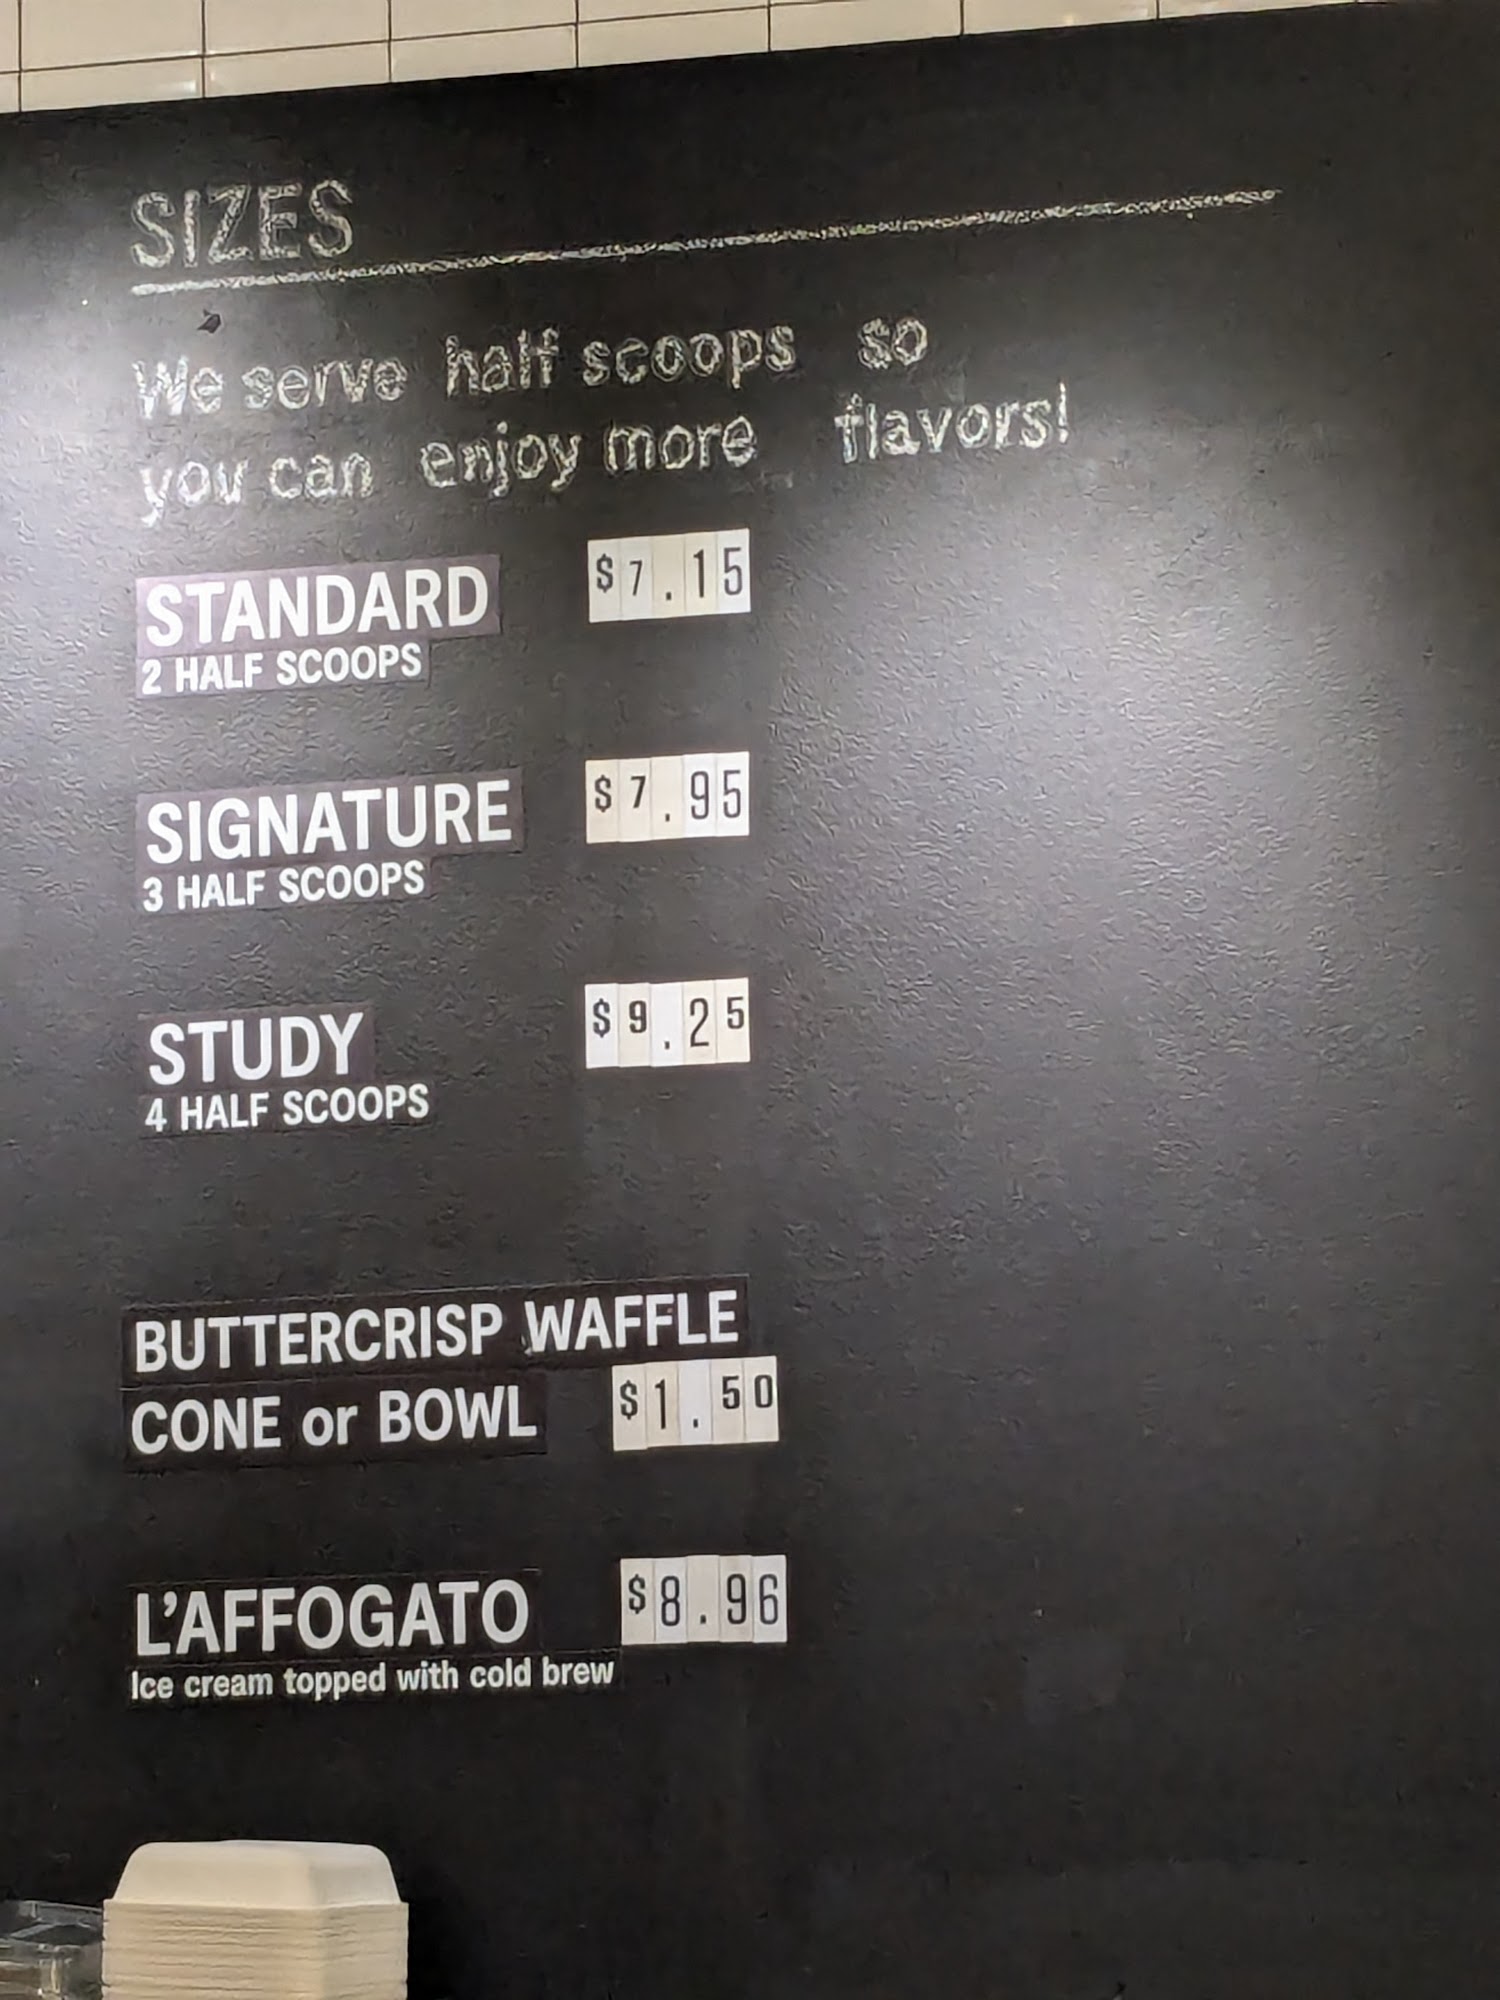 SIZES
We serve half scoops so
you can enjoy more flavors!
STANDARD $7.15
2 HALF SCOOPS
SIGNATURE $7.95
3 HALF SCOOPS
STUDY $9.25
4 HALF SCOOPS
BUTTERCRISP WAFFLE
CONE or BOWL $1.50
L'AFFOGATO $8.96
Ice cream topped with cold brew